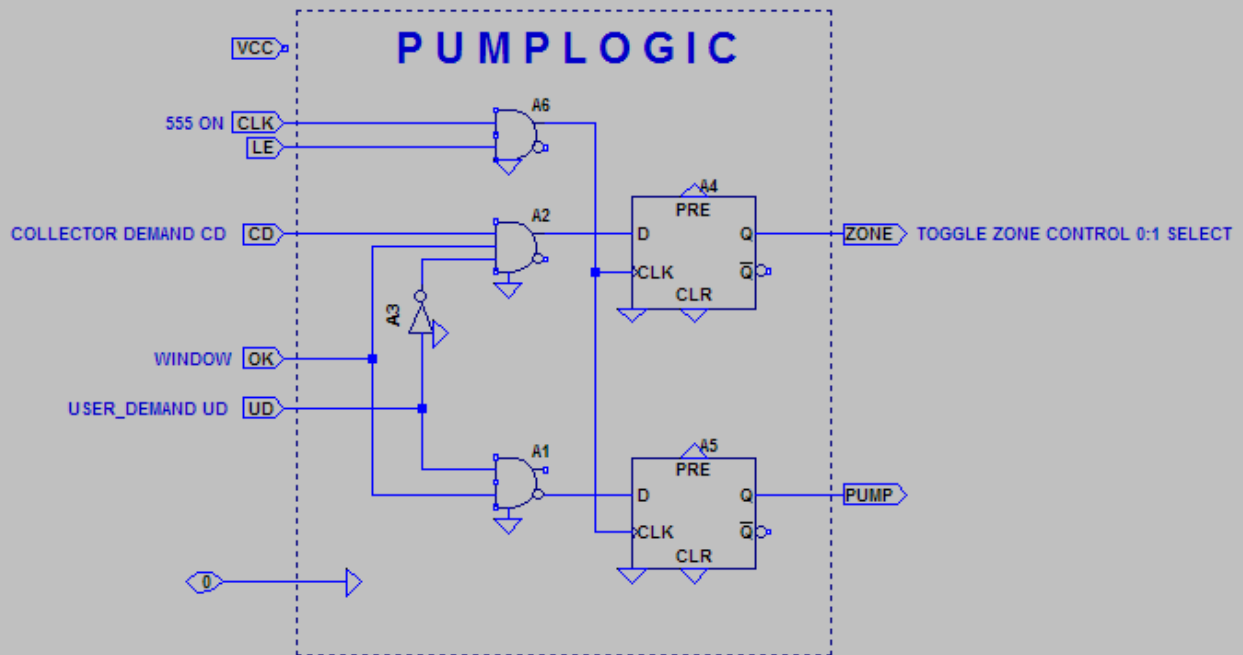 PUMPLOGIC
VCC
A6
555 ON CLK
LE
A4
PRE
A2
COLLECTOR DEMAND CD CD
D Q
ZONE TOGGLE ZONE CONTROL 0:1 SELECT
CLK Q
CLR
A3
WINDOW OK
USER_DEMAND UD UD
A1
A5
PRE
D Q
PUMP
CLK Q
CLR
0